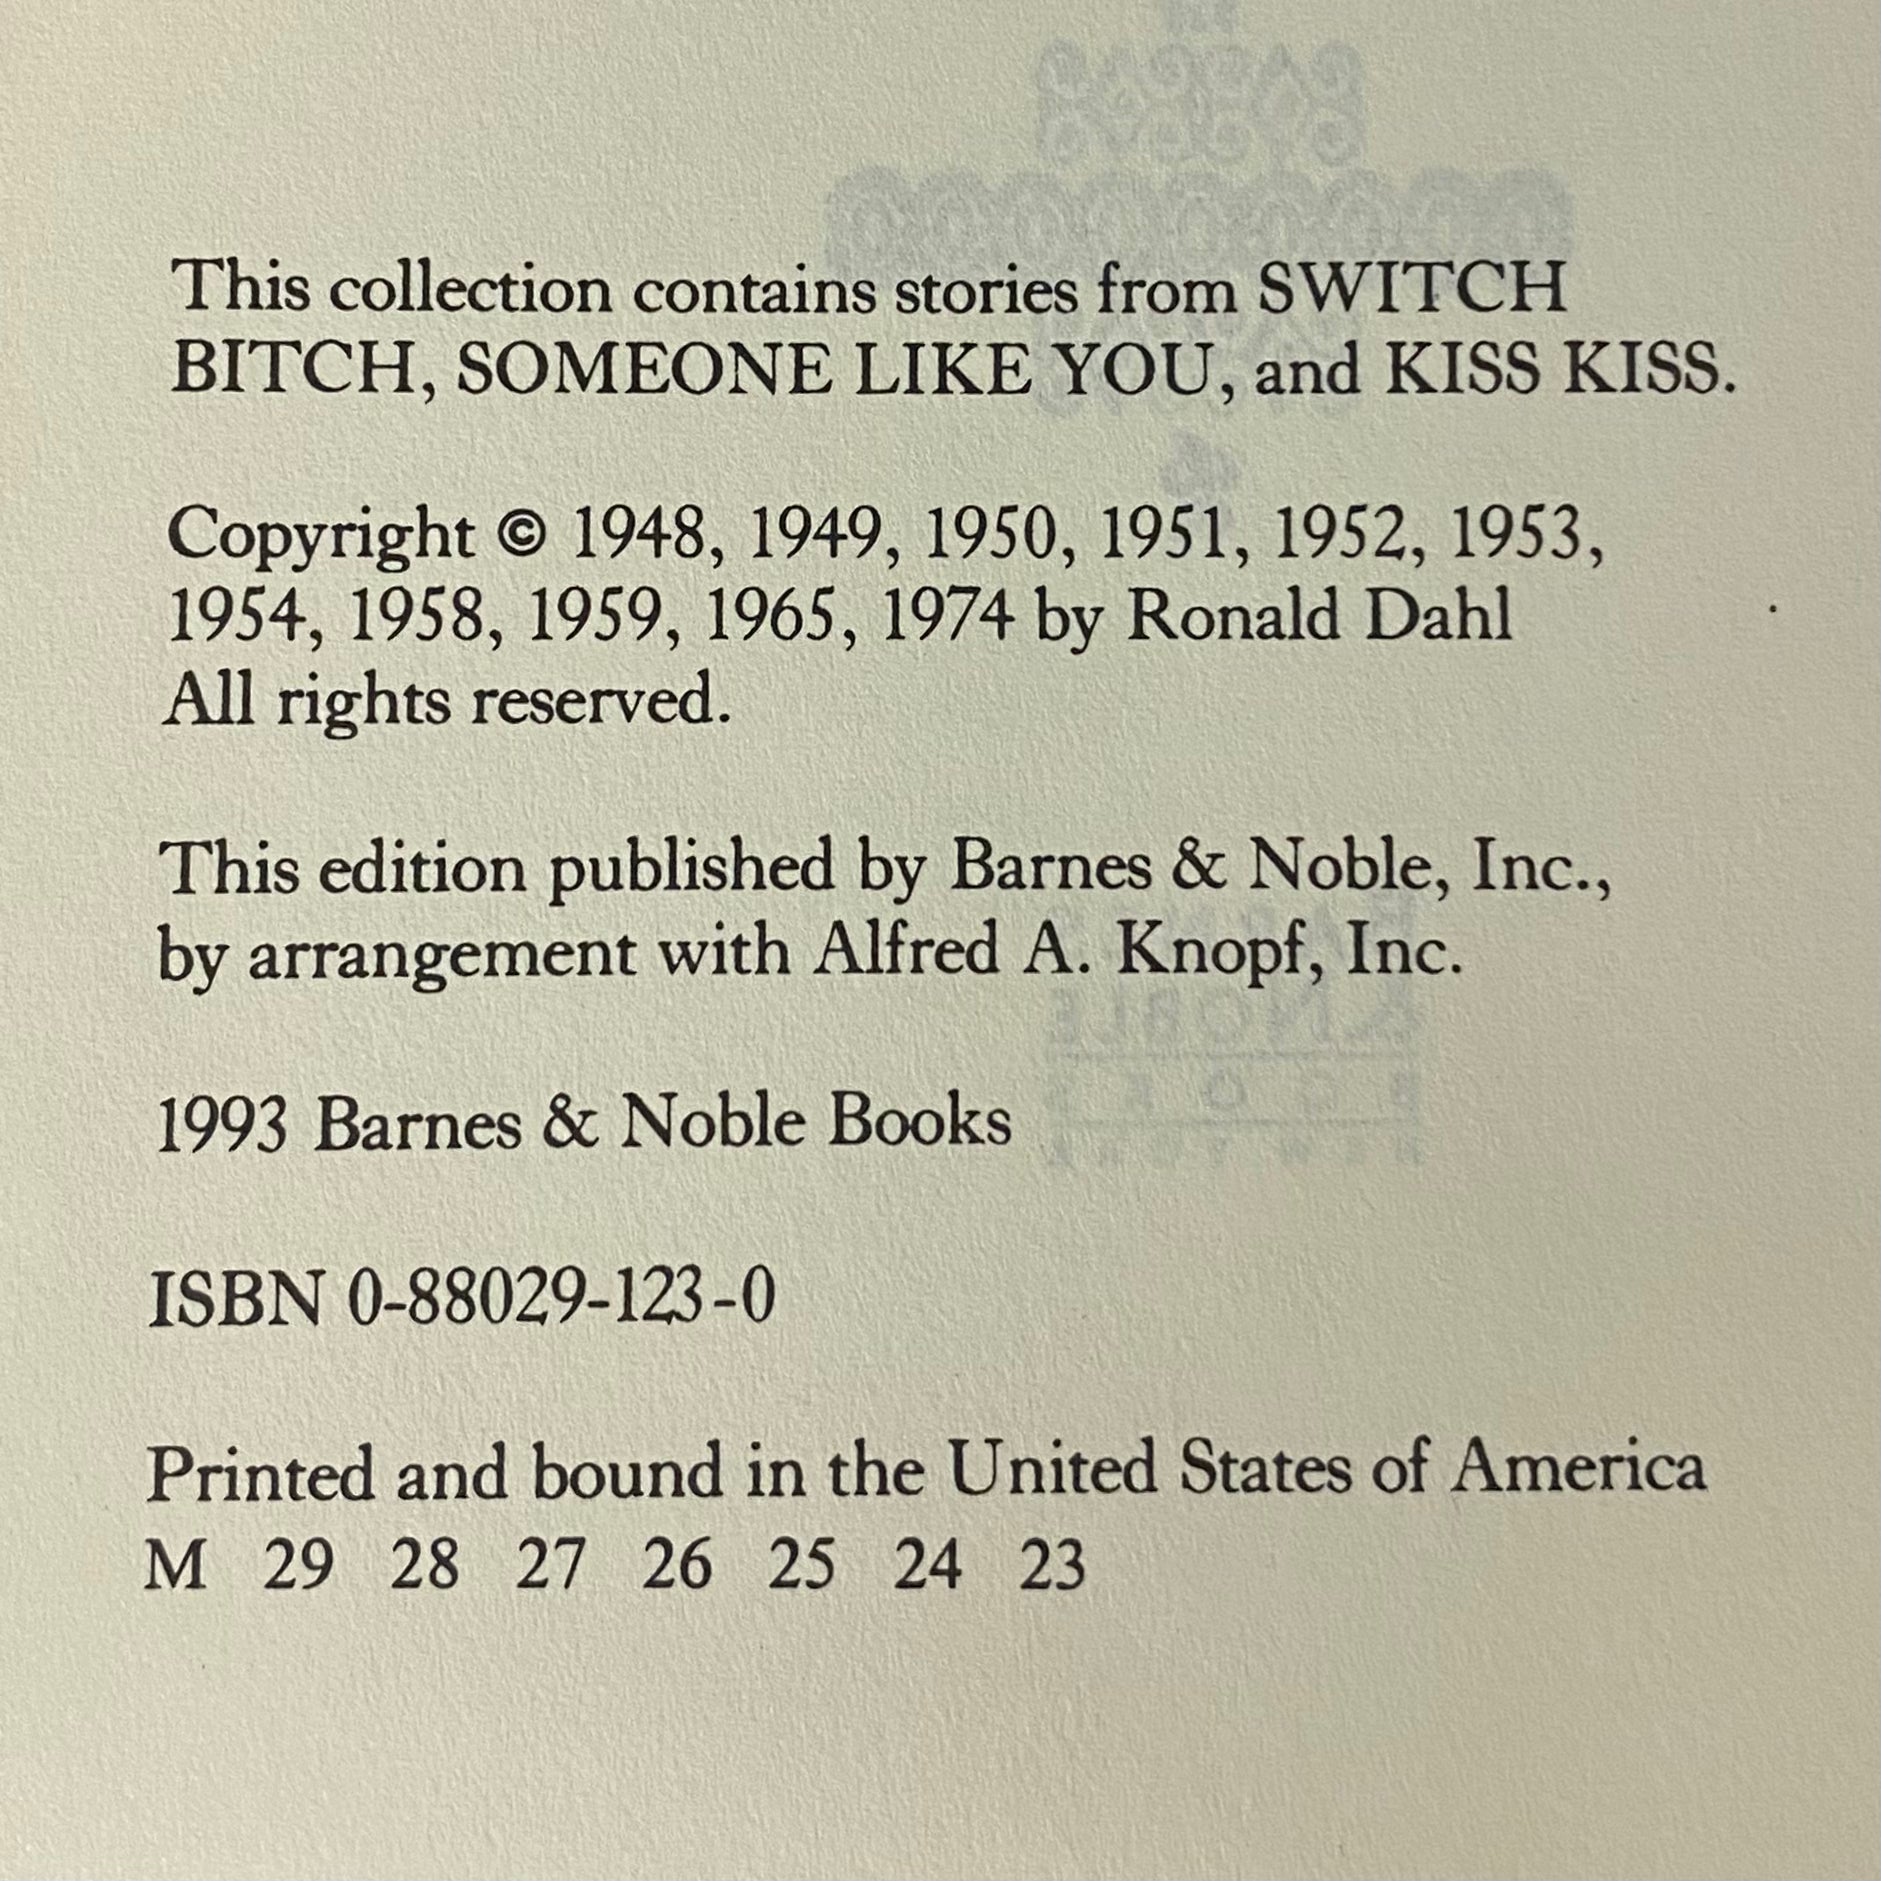 This collection contains stories from SWITCH
BITCH, SOMEONE LIKE YOU, and KISS KISS.
Copyright © 1948, 1949, 1950, 1951, 1952, 1953,
1954, 1958, 1959, 1965, 1974 by Ronald Dahl
All rights reserved.
This edition published by Barnes & Noble, Inc.,
by arrangement with Alfred A. Knopf, Inc.
1993 Barnes & Noble Books
ISBN 0-88029-123-0
Printed and bound in the United States of America
M 29 28 27 26 25 24 23